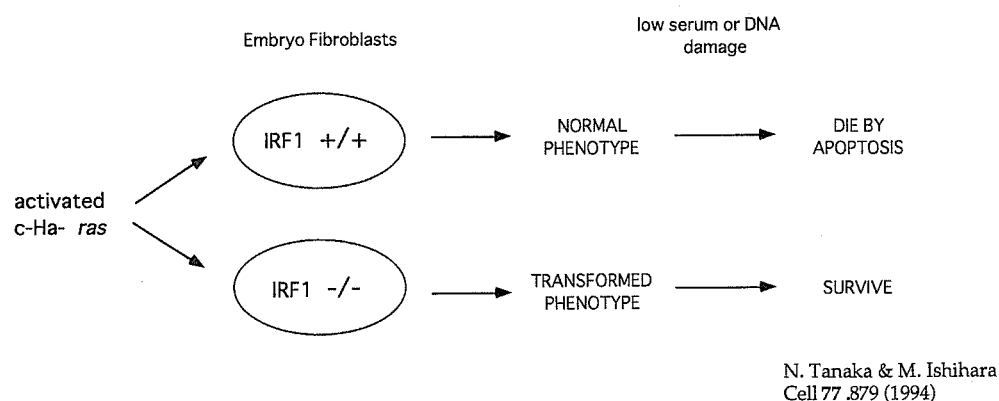 Embryo Fibroblasts
low serum or DNA
damage
IRF1 +/+
NORMAL
PHENOTYPE
DIE BY
APOPTOSIS
activated
c-Ha- ras
IRF1 -/-
TRANSFORMED
PHENOTYPE
SURVIVE
N. Tanaka & M. Ishihara
Cell 77 .879 (1994)